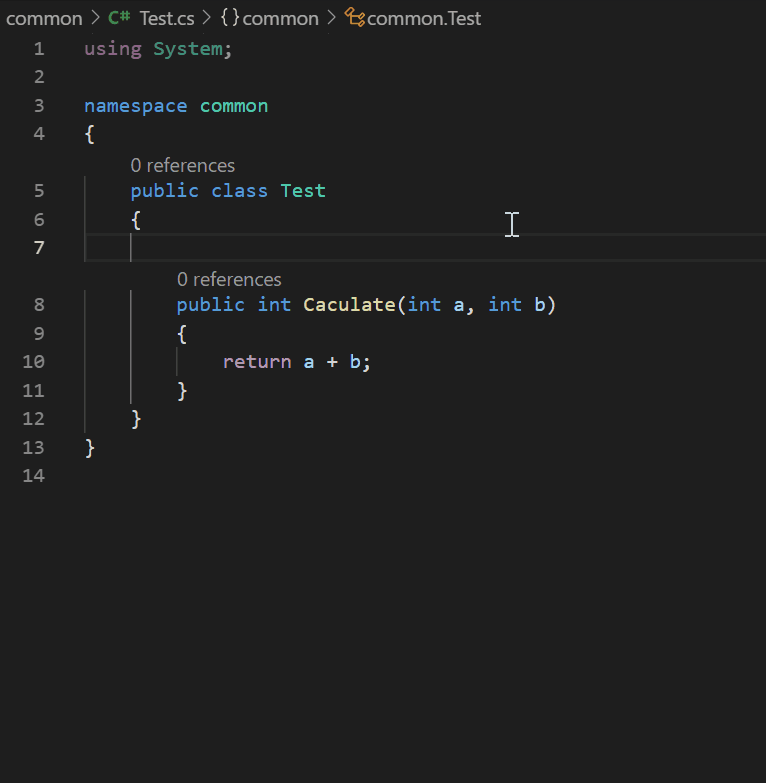 common > C# Test.cs > {} common > common.Test
1 using System;
2
3 namespace common
4 {
0 references
5 public class Test
6 {
7
0 references
8 public int Caculate(int a, int b)
9 {
10 return a + b;
11 }
12 }
13 }
14